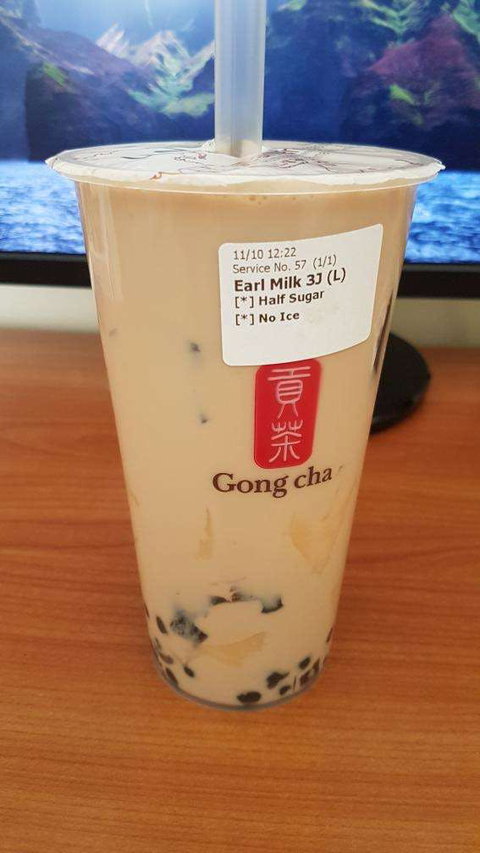 11/10 12:22
Service No. 57 (1/1)
Earl Milk 3J (L)
[*] Half Sugar
[*] No Ice
貢
茶
Gong cha